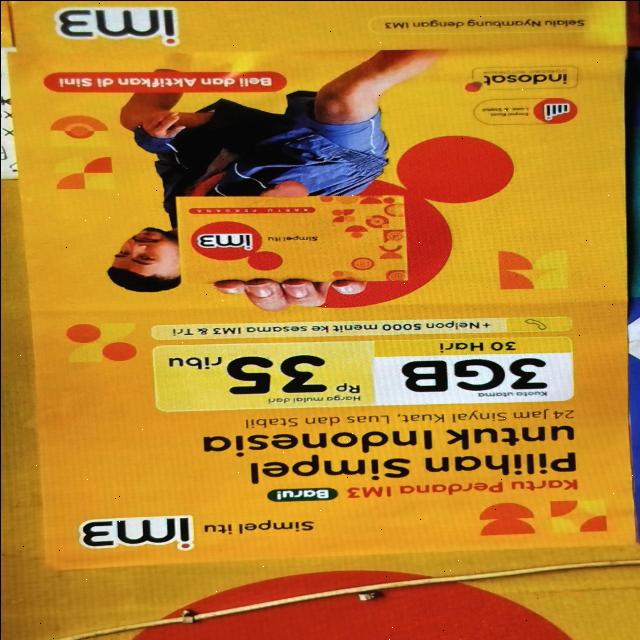 Simpel itu im3
Kartu Perdana IM3 Baru!
Pilihan Simpel
untuk Indonesia
24 Jam Sinyal Kuat, Luas dan Stabil
Kuota utama
3GB
30 Hari
Harga mulai dari
Rp 35 ribu
+Nelpon 5000 menit ke sesama IM3 & Tri
Simpel itu im3
KARTU PERDANA
indosat
Beli dan Aktifkan di Sini
Selalu Nyambung dengan IM3
im3